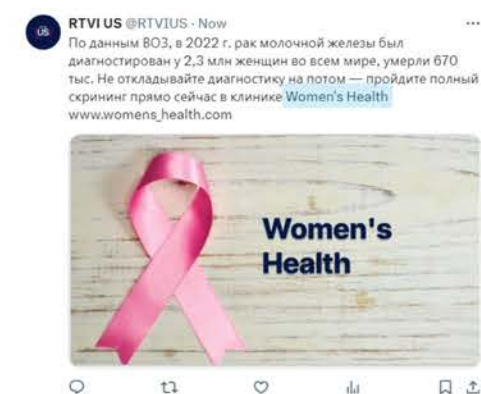 ÚS
RTVI US @RTVIUS · Now
По данным ВОЗ, в 2022 г. рак молочной железы был
диагностирован у 2,3 млн женщин во всем мире, умерли 670
тыс. Не откладывайте диагностику на потом — пройдите полный
скрининг прямо сейчас в клинике Women's Health
www.womens_health.com
Women's
Health